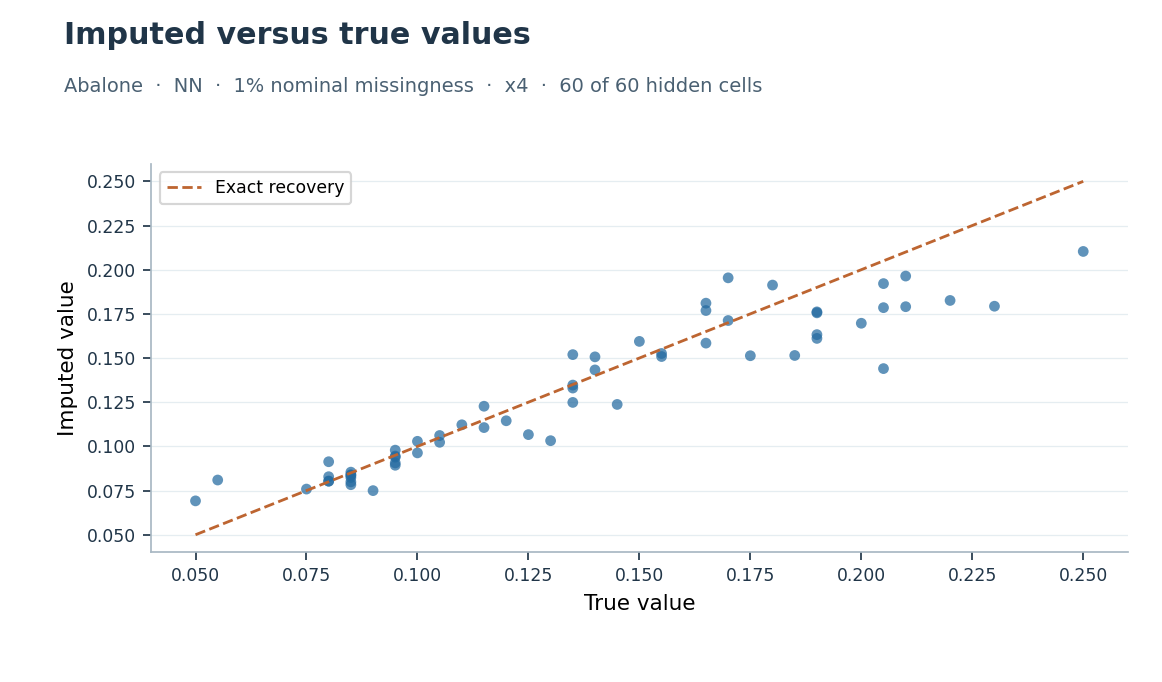 Imputed versus true values
Abalone · NN · 1% nominal missingness · x4 · 60 of 60 hidden cells
Exact recovery
0.250
0.225
0.200
0.175
0.150
0.125
0.100
0.075
0.050
Imputed value
0.050 0.075 0.100 0.125 0.150 0.175 0.200 0.225 0.250
True value